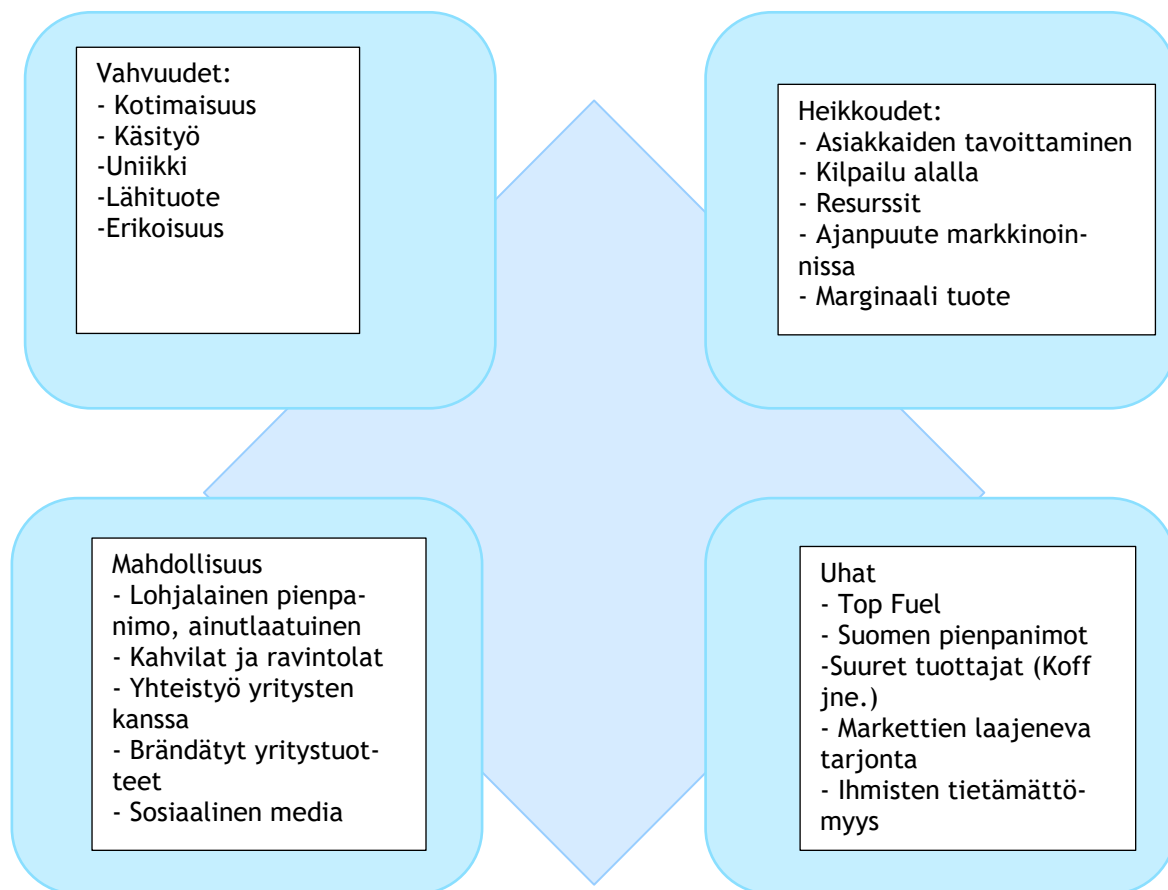 Vahvuudet:
- Kotimaisuus
- Käsityö
-Uniikki
-Lähituote
-Erikoisuus
Heikkoudet:
- Asiakkaiden tavoittaminen
- Kilpailu alalla
- Resurssit
- Ajanpuute markkinoin-
nissa
- Marginaali tuote
Mahdollisuus
- Lohjalainen pienpa-
nimo, ainutlaatuinen
- Kahvilat ja ravintolat
- Yhteistyö yritysten
kanssa
- Brändätyt yritystuot-
teet
- Sosiaalinen media
Uhat
- Top Fuel
- Suomen pienpanimot
-Suuret tuottajat (Koff
jne.)
- Markettien laajeneva
tarjonta
- Ihmisten tietämättö-
myys